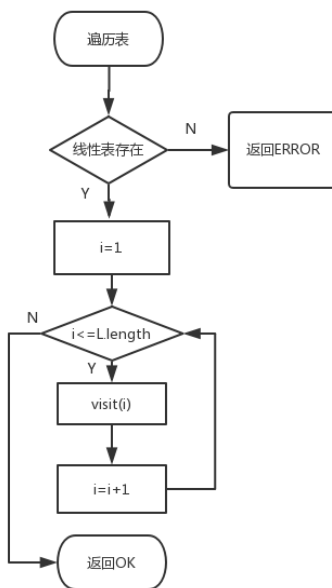 遍历表
线性表存在
N
返回ERROR
Y
i=1
N
i<=L.length
Y
visit(i)
i=i+1
返回OK